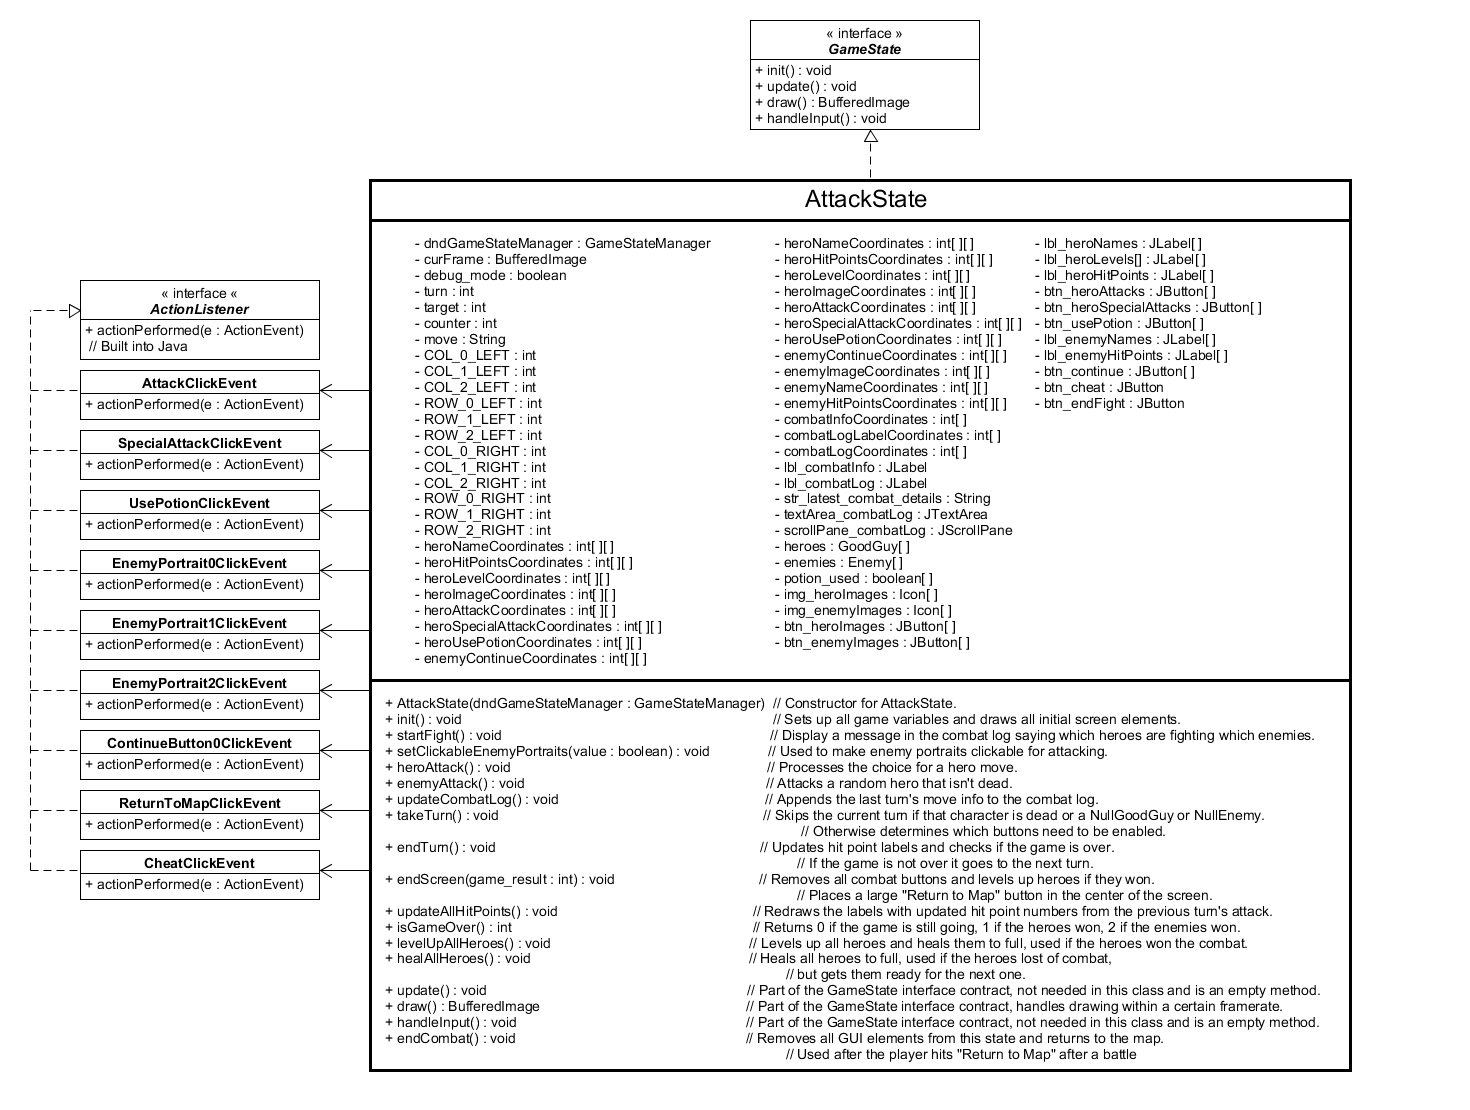 « interface »
GameState
+ init() : void
+ update() : void
+ draw() : BufferedImage
+ handleInput() : void
« interface «
ActionListener
+ actionPerformed(e : ActionEvent)
// Built into Java
AttackClickEvent
+ actionPerformed(e : ActionEvent)
SpecialAttackClickEvent
+ actionPerformed(e : ActionEvent)
UsePotionClickEvent
+ actionPerformed(e : ActionEvent)
EnemyPortrait0ClickEvent
+ actionPerformed(e : ActionEvent)
EnemyPortrait1ClickEvent
+ actionPerformed(e : ActionEvent)
EnemyPortrait2ClickEvent
+ actionPerformed(e : ActionEvent)
ContinueButton0ClickEvent
+ actionPerformed(e : ActionEvent)
ReturnToMapClickEvent
+ actionPerformed(e : ActionEvent)
CheatClickEvent
+ actionPerformed(e : ActionEvent)
AttackState
- dndGameStateManager : GameStateManager
- curFrame : BufferedImage
- debug_mode : boolean
- turn : int
- target : int
- counter : int
- move : String
- COL_0_LEFT : int
- COL_1_LEFT : int
- COL_2_LEFT : int
- ROW_0_LEFT : int
- ROW_1_LEFT : int
- ROW_2_LEFT : int
- COL_0_RIGHT : int
- COL_1_RIGHT : int
- COL_2_RIGHT : int
- ROW_0_RIGHT : int
- ROW_1_RIGHT : int
- ROW_2_RIGHT : int
- heroNameCoordinates : int[ ][ ]
- heroHitPointsCoordinates : int[ ][ ]
- heroLevelCoordinates : int[ ][ ]
- heroImageCoordinates : int[ ][ ]
- heroAttackCoordinates : int[ ][ ]
- heroSpecialAttackCoordinates : int[ ][ ]
- heroUsePotionCoordinates : int[ ][ ]
- enemyContinueCoordinates : int[ ][ ]
- heroNameCoordinates : int[ ][ ]
- heroHitPointsCoordinates : int[ ][ ]
- heroLevelCoordinates : int[ ][ ]
- heroImageCoordinates : int[ ][ ]
- heroAttackCoordinates : int[ ][ ]
- heroSpecialAttackCoordinates : int[ ][ ]
- heroUsePotionCoordinates : int[ ][ ]
- enemyContinueCoordinates : int[ ][ ]
- enemyImageCoordinates : int[ ][ ]
- enemyNameCoordinates : int[ ][ ]
- enemyHitPointsCoordinates : int[ ][ ]
- combatInfoCoordinates : int[ ]
- combatLogLabelCoordinates : int[ ]
- combatLogCoordinates : int[ ]
- lbl_combatInfo : JLabel
- lbl_combatLog : JLabel
- str_latest_combat_details : String
- textArea_combatLog : JTextArea
- scrollPane_combatLog : JScrollPane
- heroes : GoodGuy[ ]
- enemies : Enemy[ ]
- potion_used : boolean[ ]
- img_heroImages : Icon[ ]
- img_enemyImages : Icon[ ]
- btn_heroImages : JButton[ ]
- btn_enemyImages : JButton[ ]
- lbl_heroNames : JLabel[ ]
- lbl_heroLevels[] : JLabel[ ]
- lbl_heroHitPoints : JLabel[ ]
- btn_heroAttacks : JButton[ ]
- btn_heroSpecialAttacks : JButton[ ]
- btn_usePotion : JButton[ ]
- lbl_enemyNames : JLabel[ ]
- lbl_enemyHitPoints : JLabel[ ]
- btn_continue : JButton[ ]
- btn_cheat : JButton
- btn_endFight : JButton
+ AttackState(dndGameStateManager : GameStateManager) // Constructor for AttackState.
+ init() : void // Sets up all game variables and draws all initial screen elements.
+ startFight() : void // Display a message in the combat log saying which heroes are fighting which enemies.
+ setClickableEnemyPortraits(value : boolean) : void // Used to make enemy portraits clickable for attacking.
+ heroAttack() : void // Processes the choice for a hero move.
+ enemyAttack() : void // Attacks a random hero that isn't dead.
+ updateCombatLog() : void // Appends the last turn's move info to the combat log.
+ takeTurn() : void // Skips the current turn if that character is dead or a NullGoodGuy or NullEnemy.
// Otherwise determines which buttons need to be enabled.
+ endTurn() : void // Updates hit point labels and checks if the game is over.
// If the game is not over it goes to the next turn.
+ endScreen(game_result : int) : void // Removes all combat buttons and levels up heroes if they won.
// Places a large "Return to Map" button in the center of the screen.
+ updateAllHitPoints() : void // Redraws the labels with updated hit point numbers from the previous turn's attack.
+ isGameOver() : int // Returns 0 if the game is still going, 1 if the heroes won, 2 if the enemies won.
+ levelUpAllHeroes() : void // Levels up all heroes and heals them to full, used if the heroes won the combat.
+ healAllHeroes() : void // Heals all heroes to full, used if the heroes lost of combat,
// but gets them ready for the next one.
+ update() : void // Part of the GameState interface contract, not needed in this class and is an empty method.
+ draw() : BufferedImage // Part of the GameState interface contract, handles drawing within a certain framerate.
+ handleInput() : void // Part of the GameState interface contract, not needed in this class and is an empty method.
+ endCombat() : void // Removes all GUI elements from this state and returns to the map.
// Used after the player hits "Return to Map" after a battle